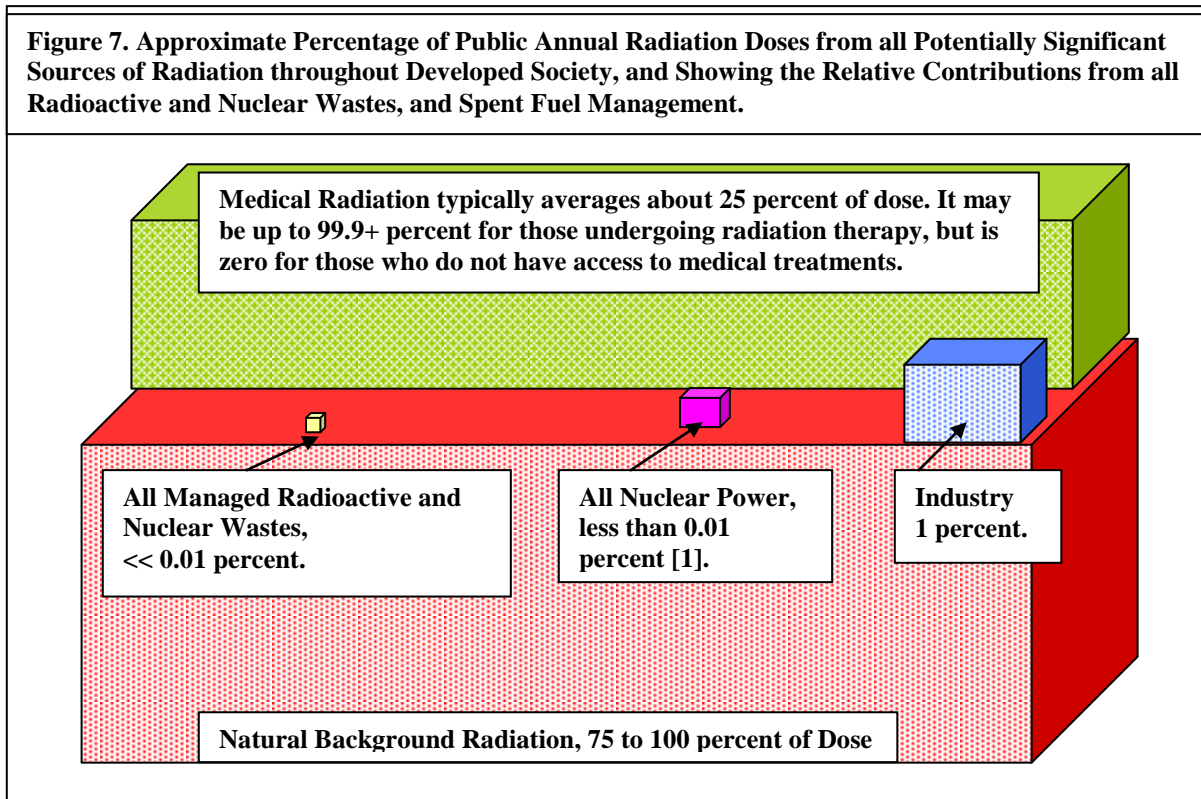 Figure 7. Approximate Percentage of Public Annual Radiation Doses from all Potentially Significant
Sources of Radiation throughout Developed Society, and Showing the Relative Contributions from all
Radioactive and Nuclear Wastes, and Spent Fuel Management.
Medical Radiation typically averages about 25 percent of dose. It may
be up to 99.9+ percent for those undergoing radiation therapy, but is
zero for those who do not have access to medical treatments.
All Managed Radioactive and
Nuclear Wastes,
<< 0.01 percent.
All Nuclear Power,
less than 0.01
percent [1].
Industry
1 percent.
Natural Background Radiation, 75 to 100 percent of Dose